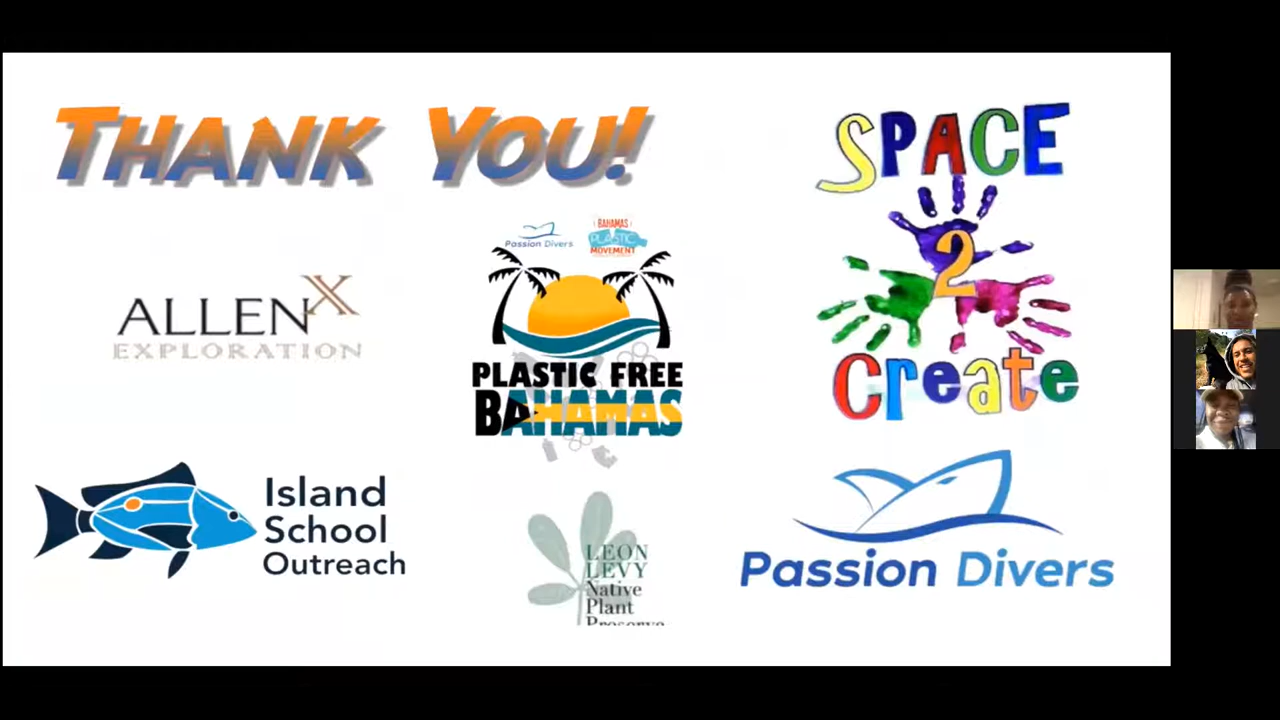 THANK YOU!
SPACE
2
Create
Passion Divers
BAHAMAS
PLASTIC
MOVEMENT
ALLEN X
EXPLORATION
PLASTIC FREE
BAHAMAS
Island
School
Outreach
LEON
LEVY
Native
Plant
Preserve
Passion Divers